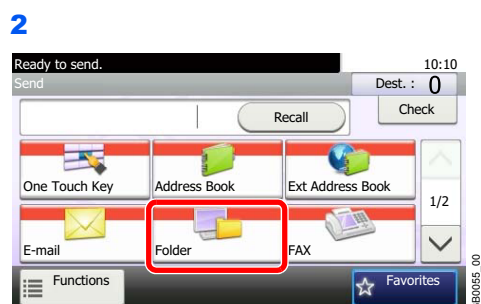 2
Ready to send. 10:10
Send Dest. : 0
Recall Check
One Touch Key Address Book Ext Address Book
1/2
E-mail Folder FAX
Functions Favorites